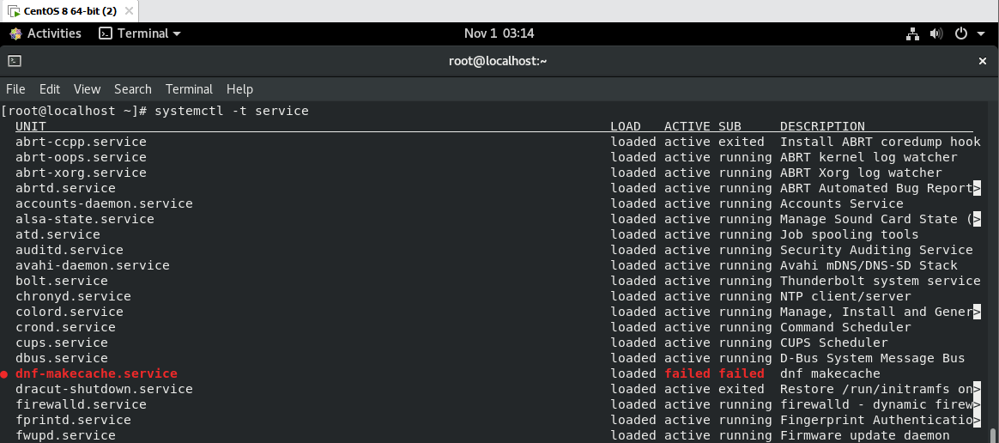 CentOS 8 64-bit (2)
Activities Terminal Nov 1 03:14
root@localhost:~
File Edit View Search Terminal Help
[root@localhost ~]# systemctl -t service
UNIT LOAD ACTIVE SUB DESCRIPTION
abrt-ccpp.service loaded active exited Install ABRT coredump hook
abrt-oops.service loaded active running ABRT kernel log watcher
abrt-xorg.service loaded active running ABRT Xorg log watcher
abrtd.service loaded active running ABRT Automated Bug Report>
accounts-daemon.service loaded active running Accounts Service
alsa-state.service loaded active running Manage Sound Card State (>
atd.service loaded active running Job spooling tools
auditd.service loaded active running Security Auditing Service
avahi-daemon.service loaded active running Avahi mDNS/DNS-SD Stack
bolt.service loaded active running Thunderbolt system service
chronyd.service loaded active running NTP client/server
colord.service loaded active running Manage, Install and Gener>
crond.service loaded active running Command Scheduler
cups.service loaded active running CUPS Scheduler
dbus.service loaded active running D-Bus System Message Bus
● dnf-makecache.service loaded failed failed dnf makecache
dracut-shutdown.service loaded active exited Restore /run/initramfs on>
firewalld.service loaded active running firewalld - dynamic firew>
fprintd.service loaded active running Fingerprint Authenticatio>
fwupd.service loaded active running Firmware update daemon